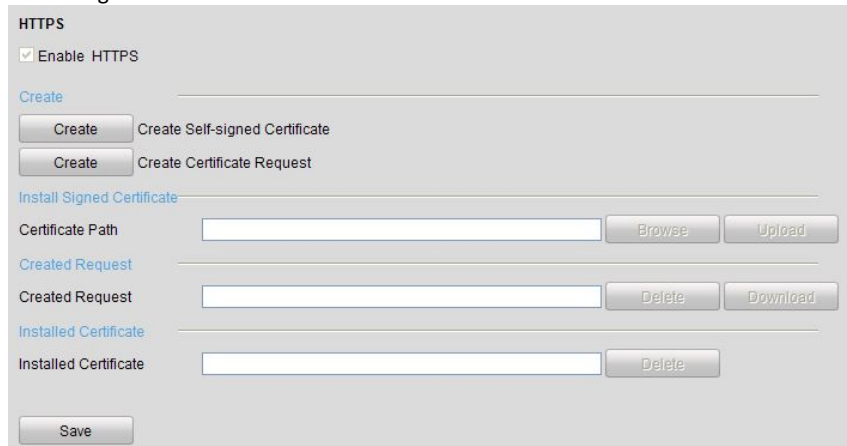 HTTPS
Enable HTTPS
Create
Create Create Self-signed Certificate
Create Create Certificate Request
Install Signed Certificate
Certificate Path Browse Upload
Created Request
Created Request Delete Download
Installed Certificate
Installed Certificate Delete
Save